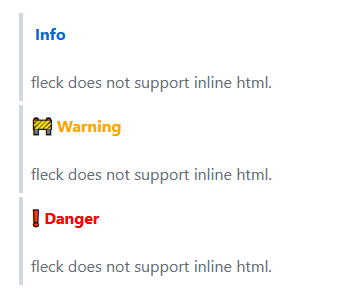 Info
fleck does not support inline html.
🚧 Warning
fleck does not support inline html.
❗ Danger
fleck does not support inline html.